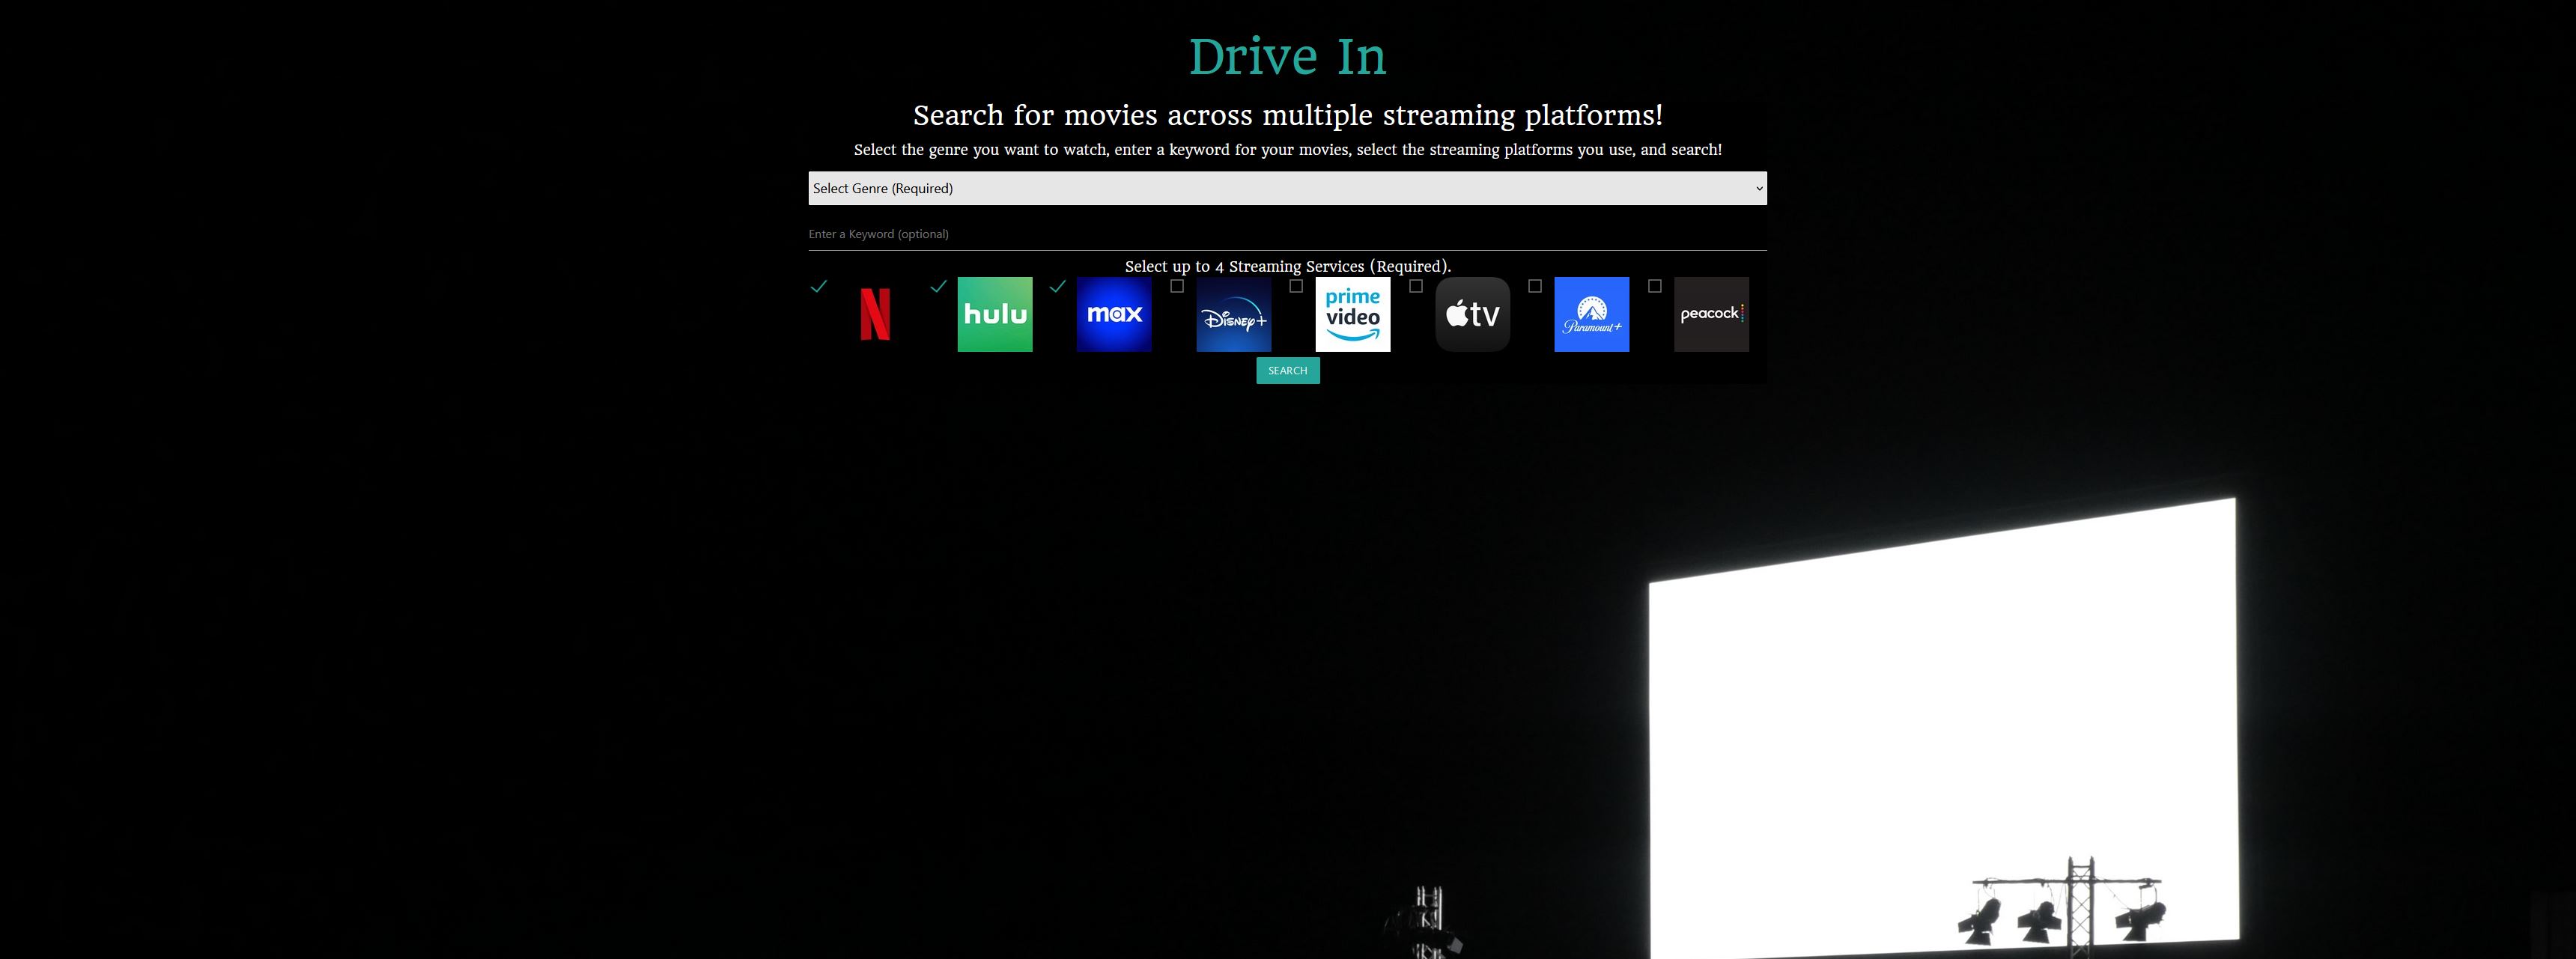 Drive In
Search for movies across multiple streaming platforms!
Select the genre you want to watch, enter a keyword for your movies, select the streaming platforms you use, and search!
Select Genre (Required)
Enter a Keyword (optional)
Select up to 4 Streaming Services (Required).
N
hulu
max
Disney+
prime video
tv
Paramount+
peacock
SEARCH